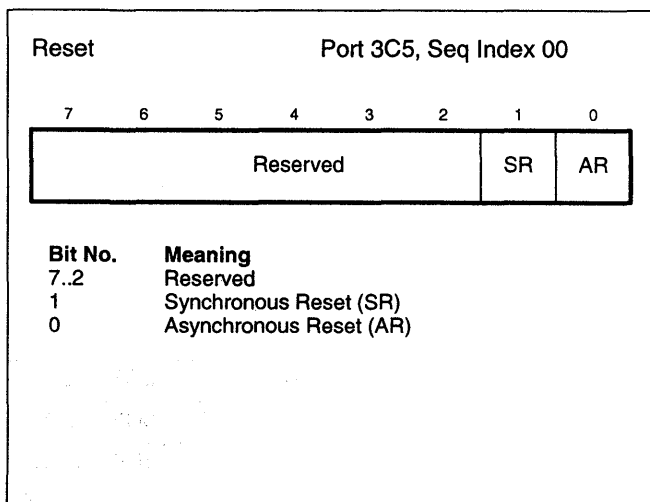 Reset Port 3C5, Seq Index 00
7 6 5 4 3 2 1 0
Reserved SR AR
Bit No. Meaning
7..2 Reserved
1 Synchronous Reset (SR)
0 Asynchronous Reset (AR)